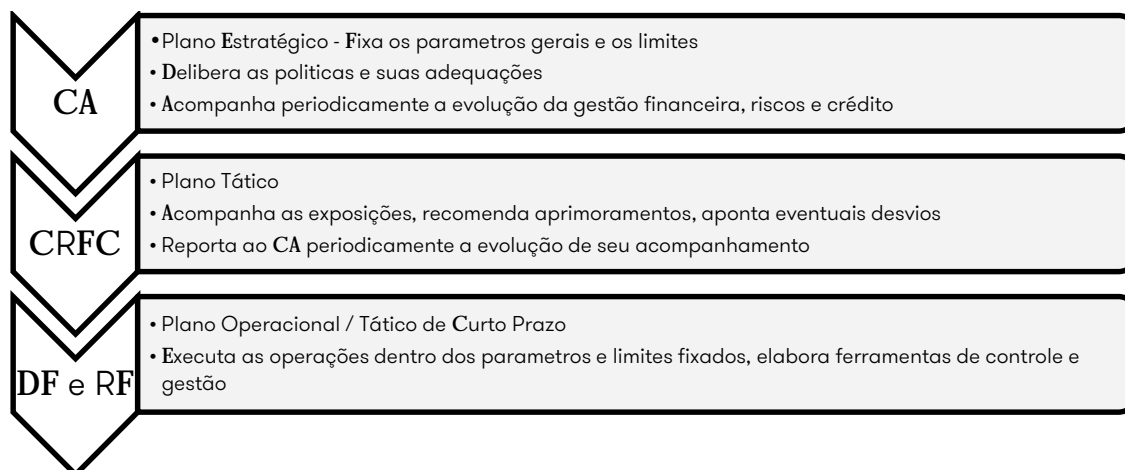 CA
•Plano Estratégico - Fixa os parametros gerais e os limites
• Delibera as politicas e suas adequações
• Acompanha periodicamente a evolução da gestão financeira, riscos e crédito
CRFC
• Plano Tático
• Acompanha as exposições, recomenda aprimoramentos, aponta eventuais desvios
• Reporta ao CA periodicamente a evolução de seu acompanhamento
DF e RF
• Plano Operacional / Tático de Curto Prazo
• Executa as operações dentro dos parametros e limites fixados, elabora ferramentas de controle e
gestão